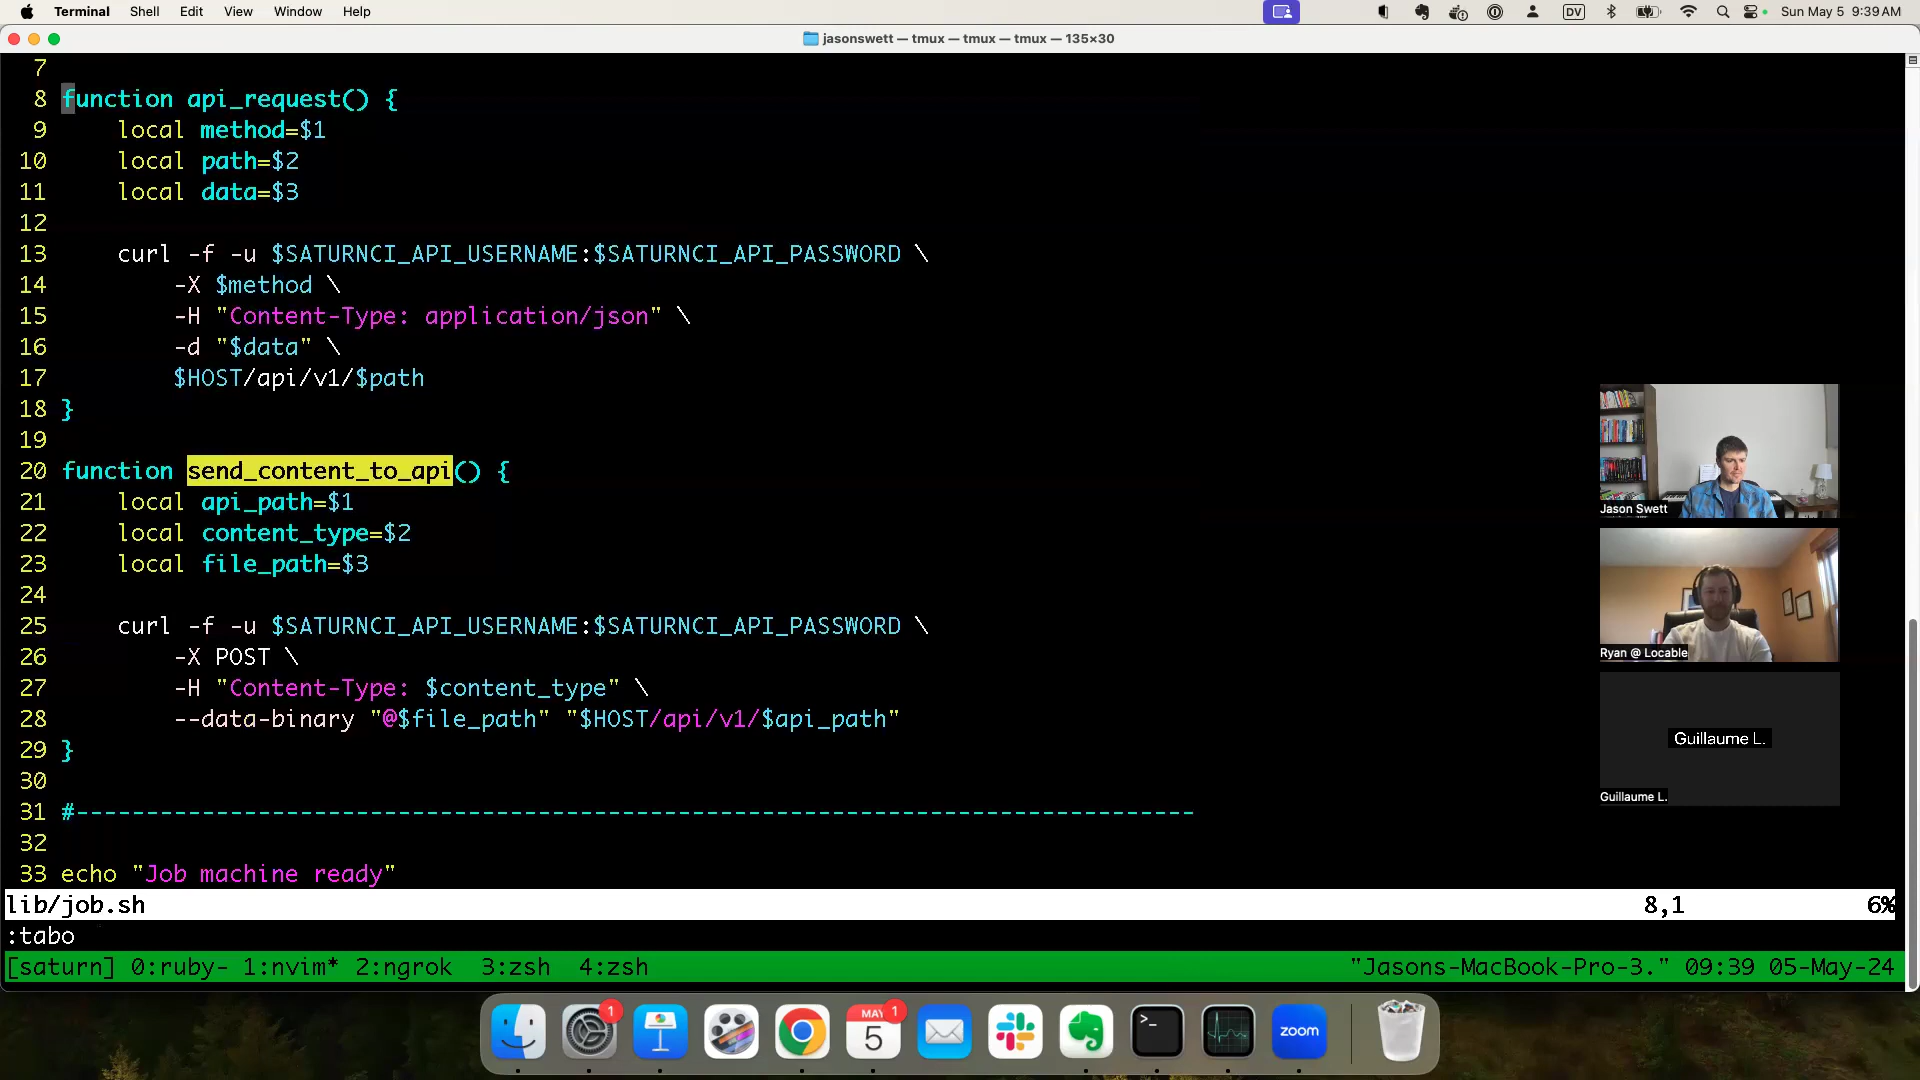 Terminal Shell Edit View Window Help DV Sun May 5 9:39 AM
jasonswett — tmux — tmux — tmux — 135×30
7
8 function api_request() {
9     local method=$1
10     local path=$2
11     local data=$3
12
13     curl -f -u $SATURNCI_API_USERNAME:$SATURNCI_API_PASSWORD \
14         -X $method \
15         -H "Content-Type: application/json" \
16         -d "$data" \
17         $HOST/api/v1/$path
18 }
19
20 function send_content_to_api() {
21     local api_path=$1
22     local content_type=$2
23     local file_path=$3
24
25     curl -f -u $SATURNCI_API_USERNAME:$SATURNCI_API_PASSWORD \
26         -X POST \
27         -H "Content-Type: $content_type" \
28         --data-binary "@$file_path" "$HOST/api/v1/$api_path"
29 }
30
31 #--------------------------------------------------------------------------------
32
33 echo "Job machine ready"
lib/job.sh 8,1 6%
:tabo
[saturn] 0:ruby- 1:nvim* 2:ngrok  3:zsh  4:zsh "Jasons-MacBook-Pro-3." 09:39 05-May-24
Jason Swett
Ryan @ Locable
Guillaume L.
Guillaume L.
1
MAY
5
1
>_
zoom